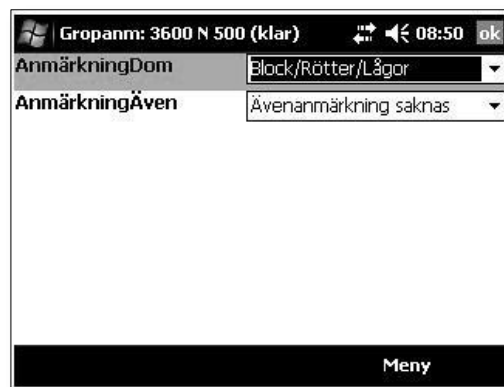 Gropanm: 3600 N 500 (klar) 08:50 ok
AnmärkningDom Block/Rötter/Lågor
AnmärkningÄven Ävenanmärkning saknas
Meny